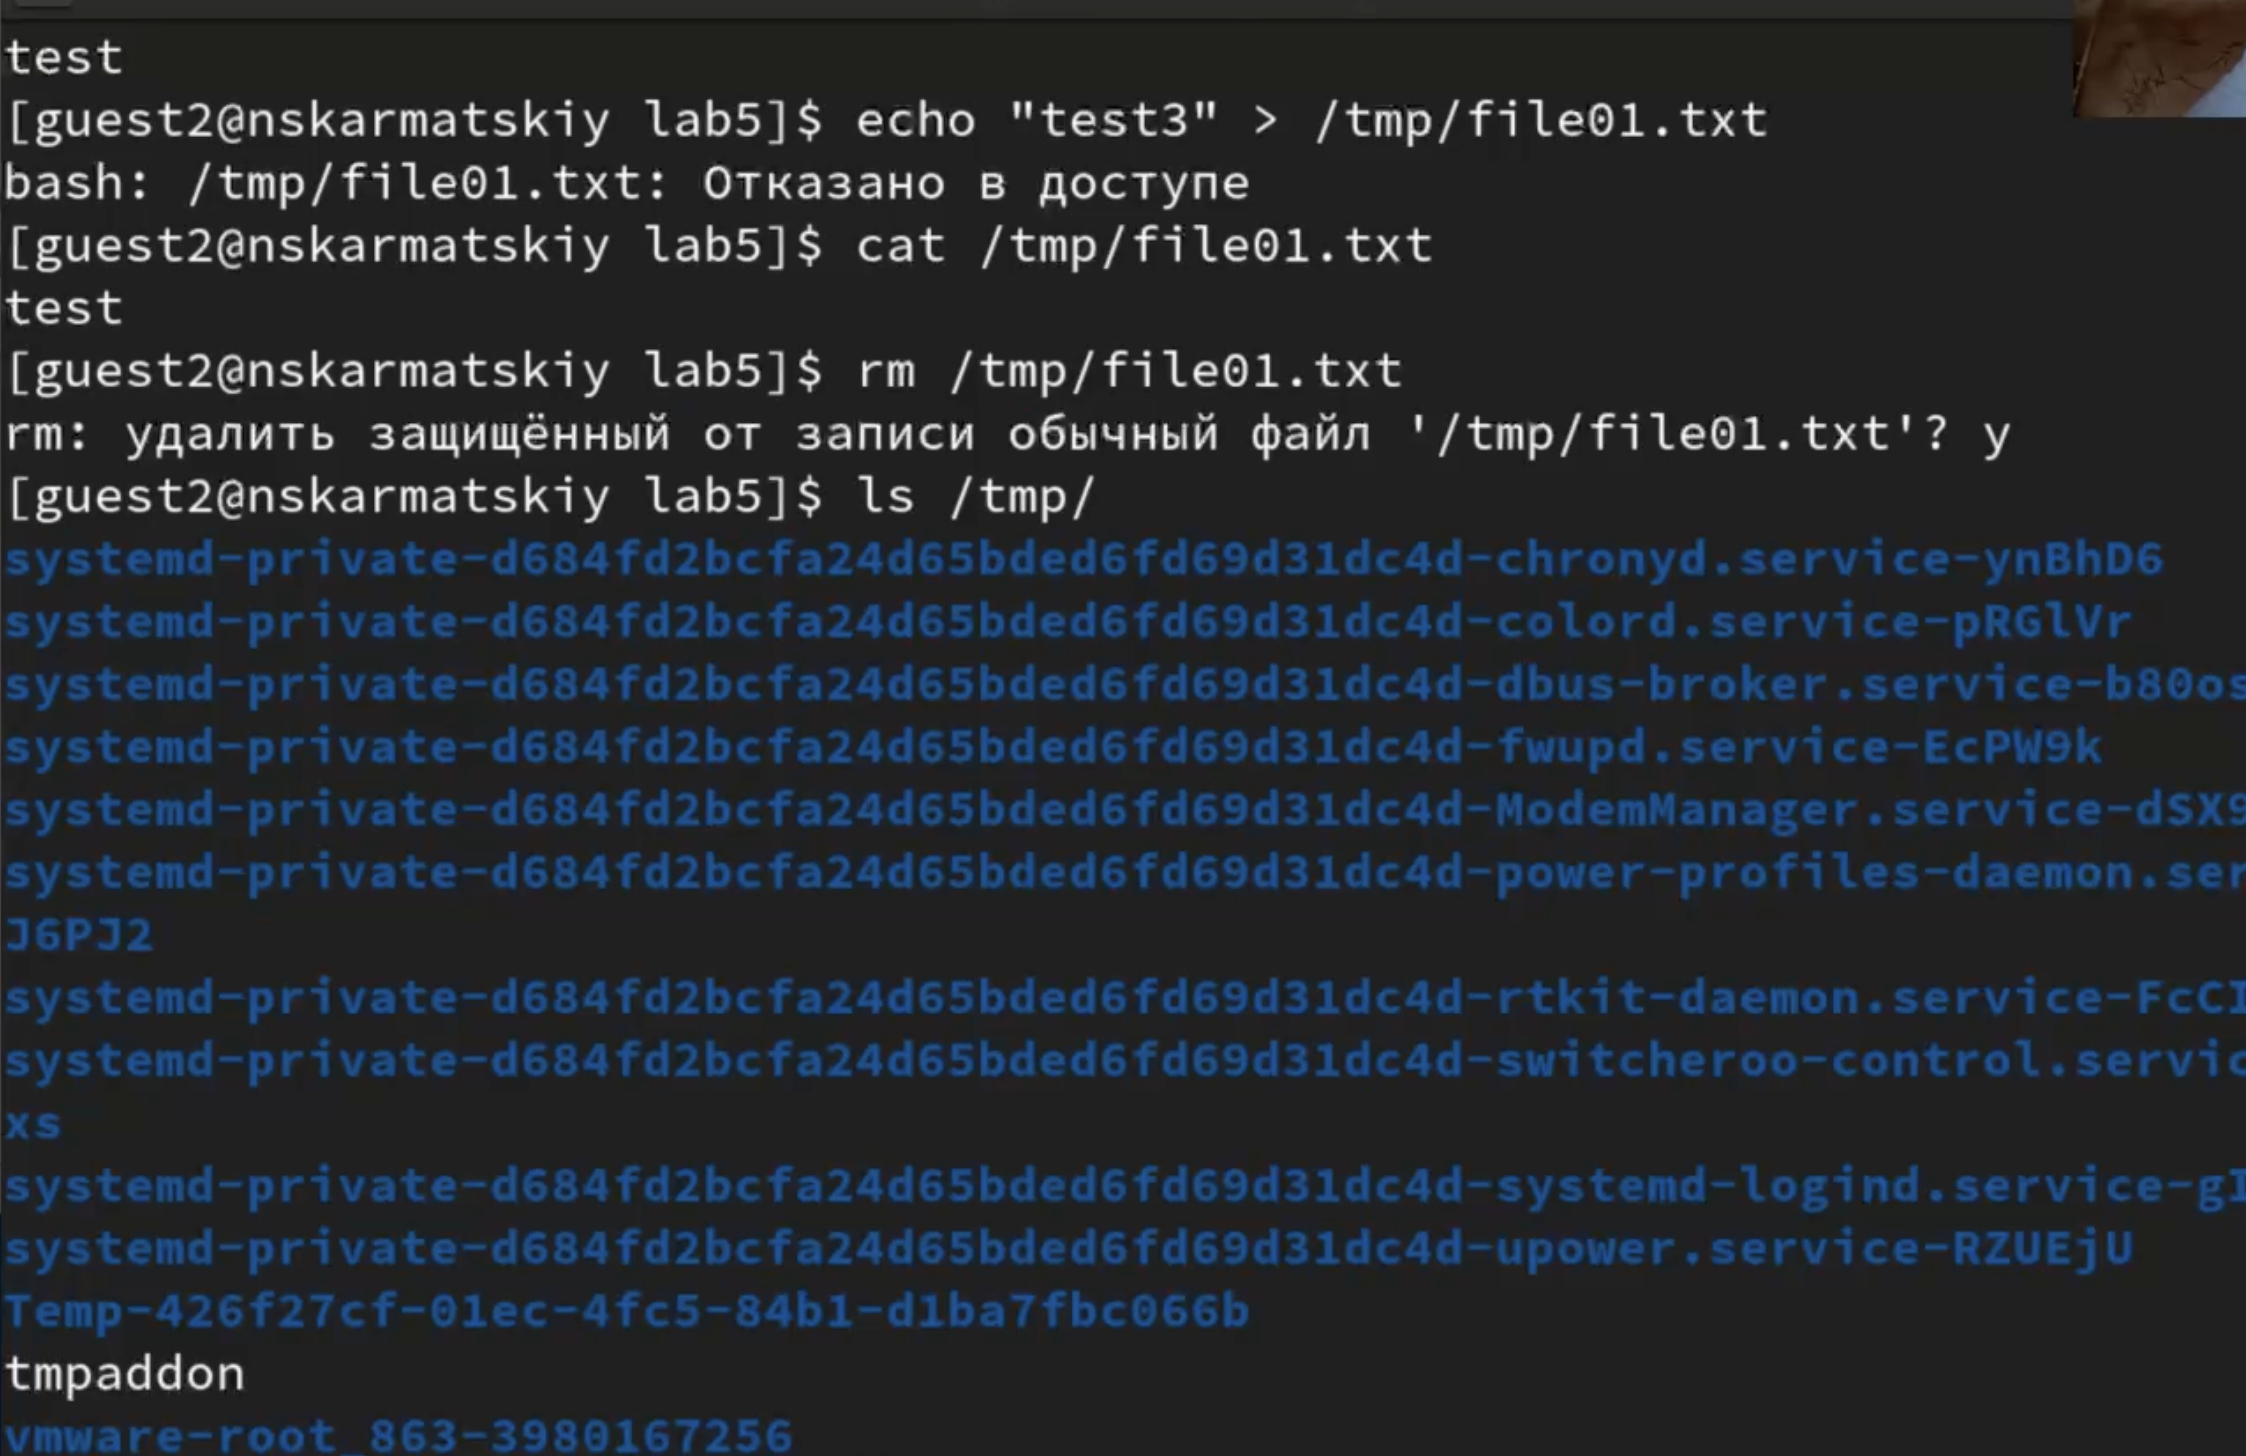 test
[guest2@nskarmatskiy lab5]$ echo "test3" > /tmp/file01.txt
bash: /tmp/file01.txt: Отказано в доступе
[guest2@nskarmatskiy lab5]$ cat /tmp/file01.txt
test
[guest2@nskarmatskiy lab5]$ rm /tmp/file01.txt
rm: удалить защищённый от записи обычный файл '/tmp/file01.txt'? y
[guest2@nskarmatskiy lab5]$ ls /tmp/
systemd-private-d684fd2bcfa24d65bded6fd69d31dc4d-chronyd.service-ynBhD6
systemd-private-d684fd2bcfa24d65bded6fd69d31dc4d-colord.service-pRGlVr
systemd-private-d684fd2bcfa24d65bded6fd69d31dc4d-dbus-broker.service-b80os
systemd-private-d684fd2bcfa24d65bded6fd69d31dc4d-fwupd.service-EcPW9k
systemd-private-d684fd2bcfa24d65bded6fd69d31dc4d-ModemManager.service-dSX9
systemd-private-d684fd2bcfa24d65bded6fd69d31dc4d-power-profiles-daemon.ser
J6PJ2
systemd-private-d684fd2bcfa24d65bded6fd69d31dc4d-rtkit-daemon.service-FcCI
systemd-private-d684fd2bcfa24d65bded6fd69d31dc4d-switcheroo-control.servic
xs
systemd-private-d684fd2bcfa24d65bded6fd69d31dc4d-systemd-logind.service-gI
systemd-private-d684fd2bcfa24d65bded6fd69d31dc4d-upower.service-RZUEjU
Temp-426f27cf-01ec-4fc5-84b1-d1ba7fbc066b
tmpaddon
vmware-root_863-3980167256